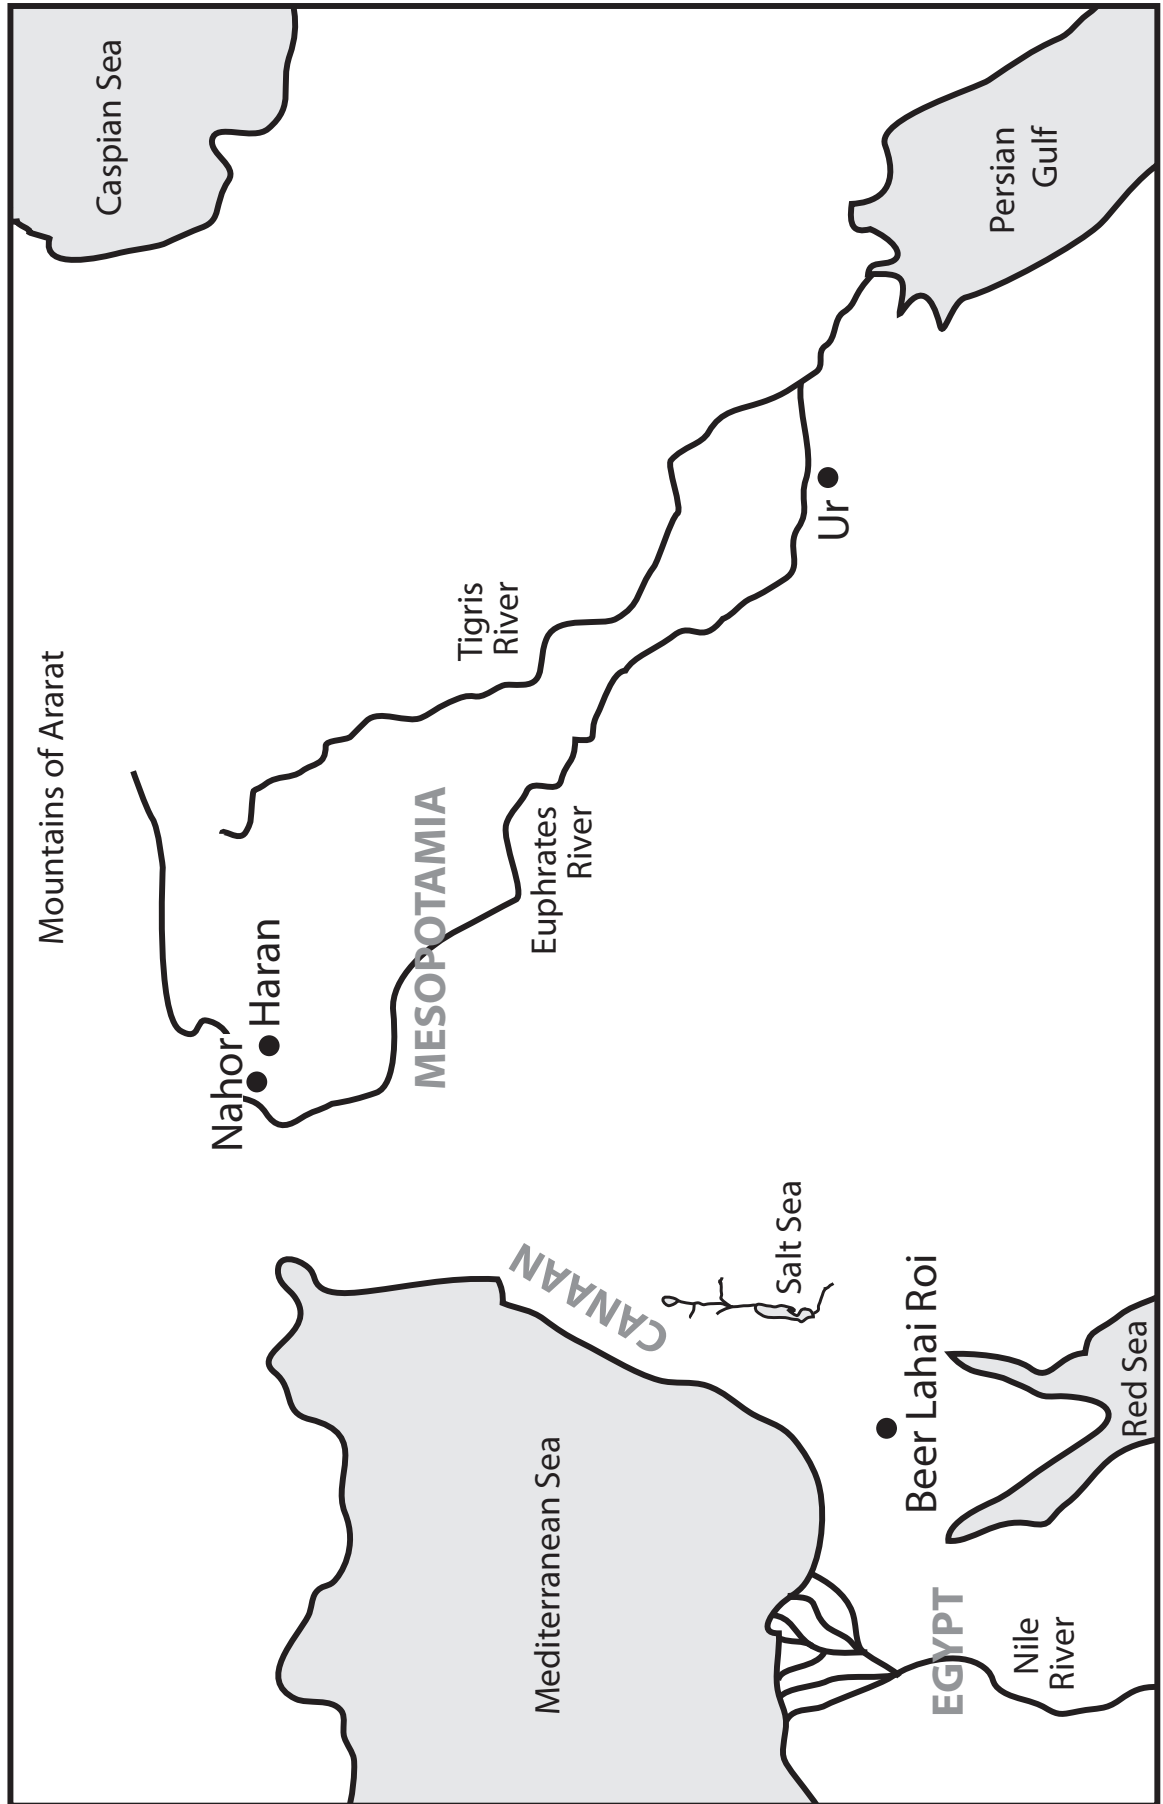 Mountains of Ararat
Caspian Sea
Nahor
Haran
Tigris
River
MESOPOTAMIA
Euphrates
River
CANAAN
Mediterranean Sea
Salt Sea
Ur
Persian
Gulf
Beer Lahai Roi
EGYPT
Nile
River
Red Sea